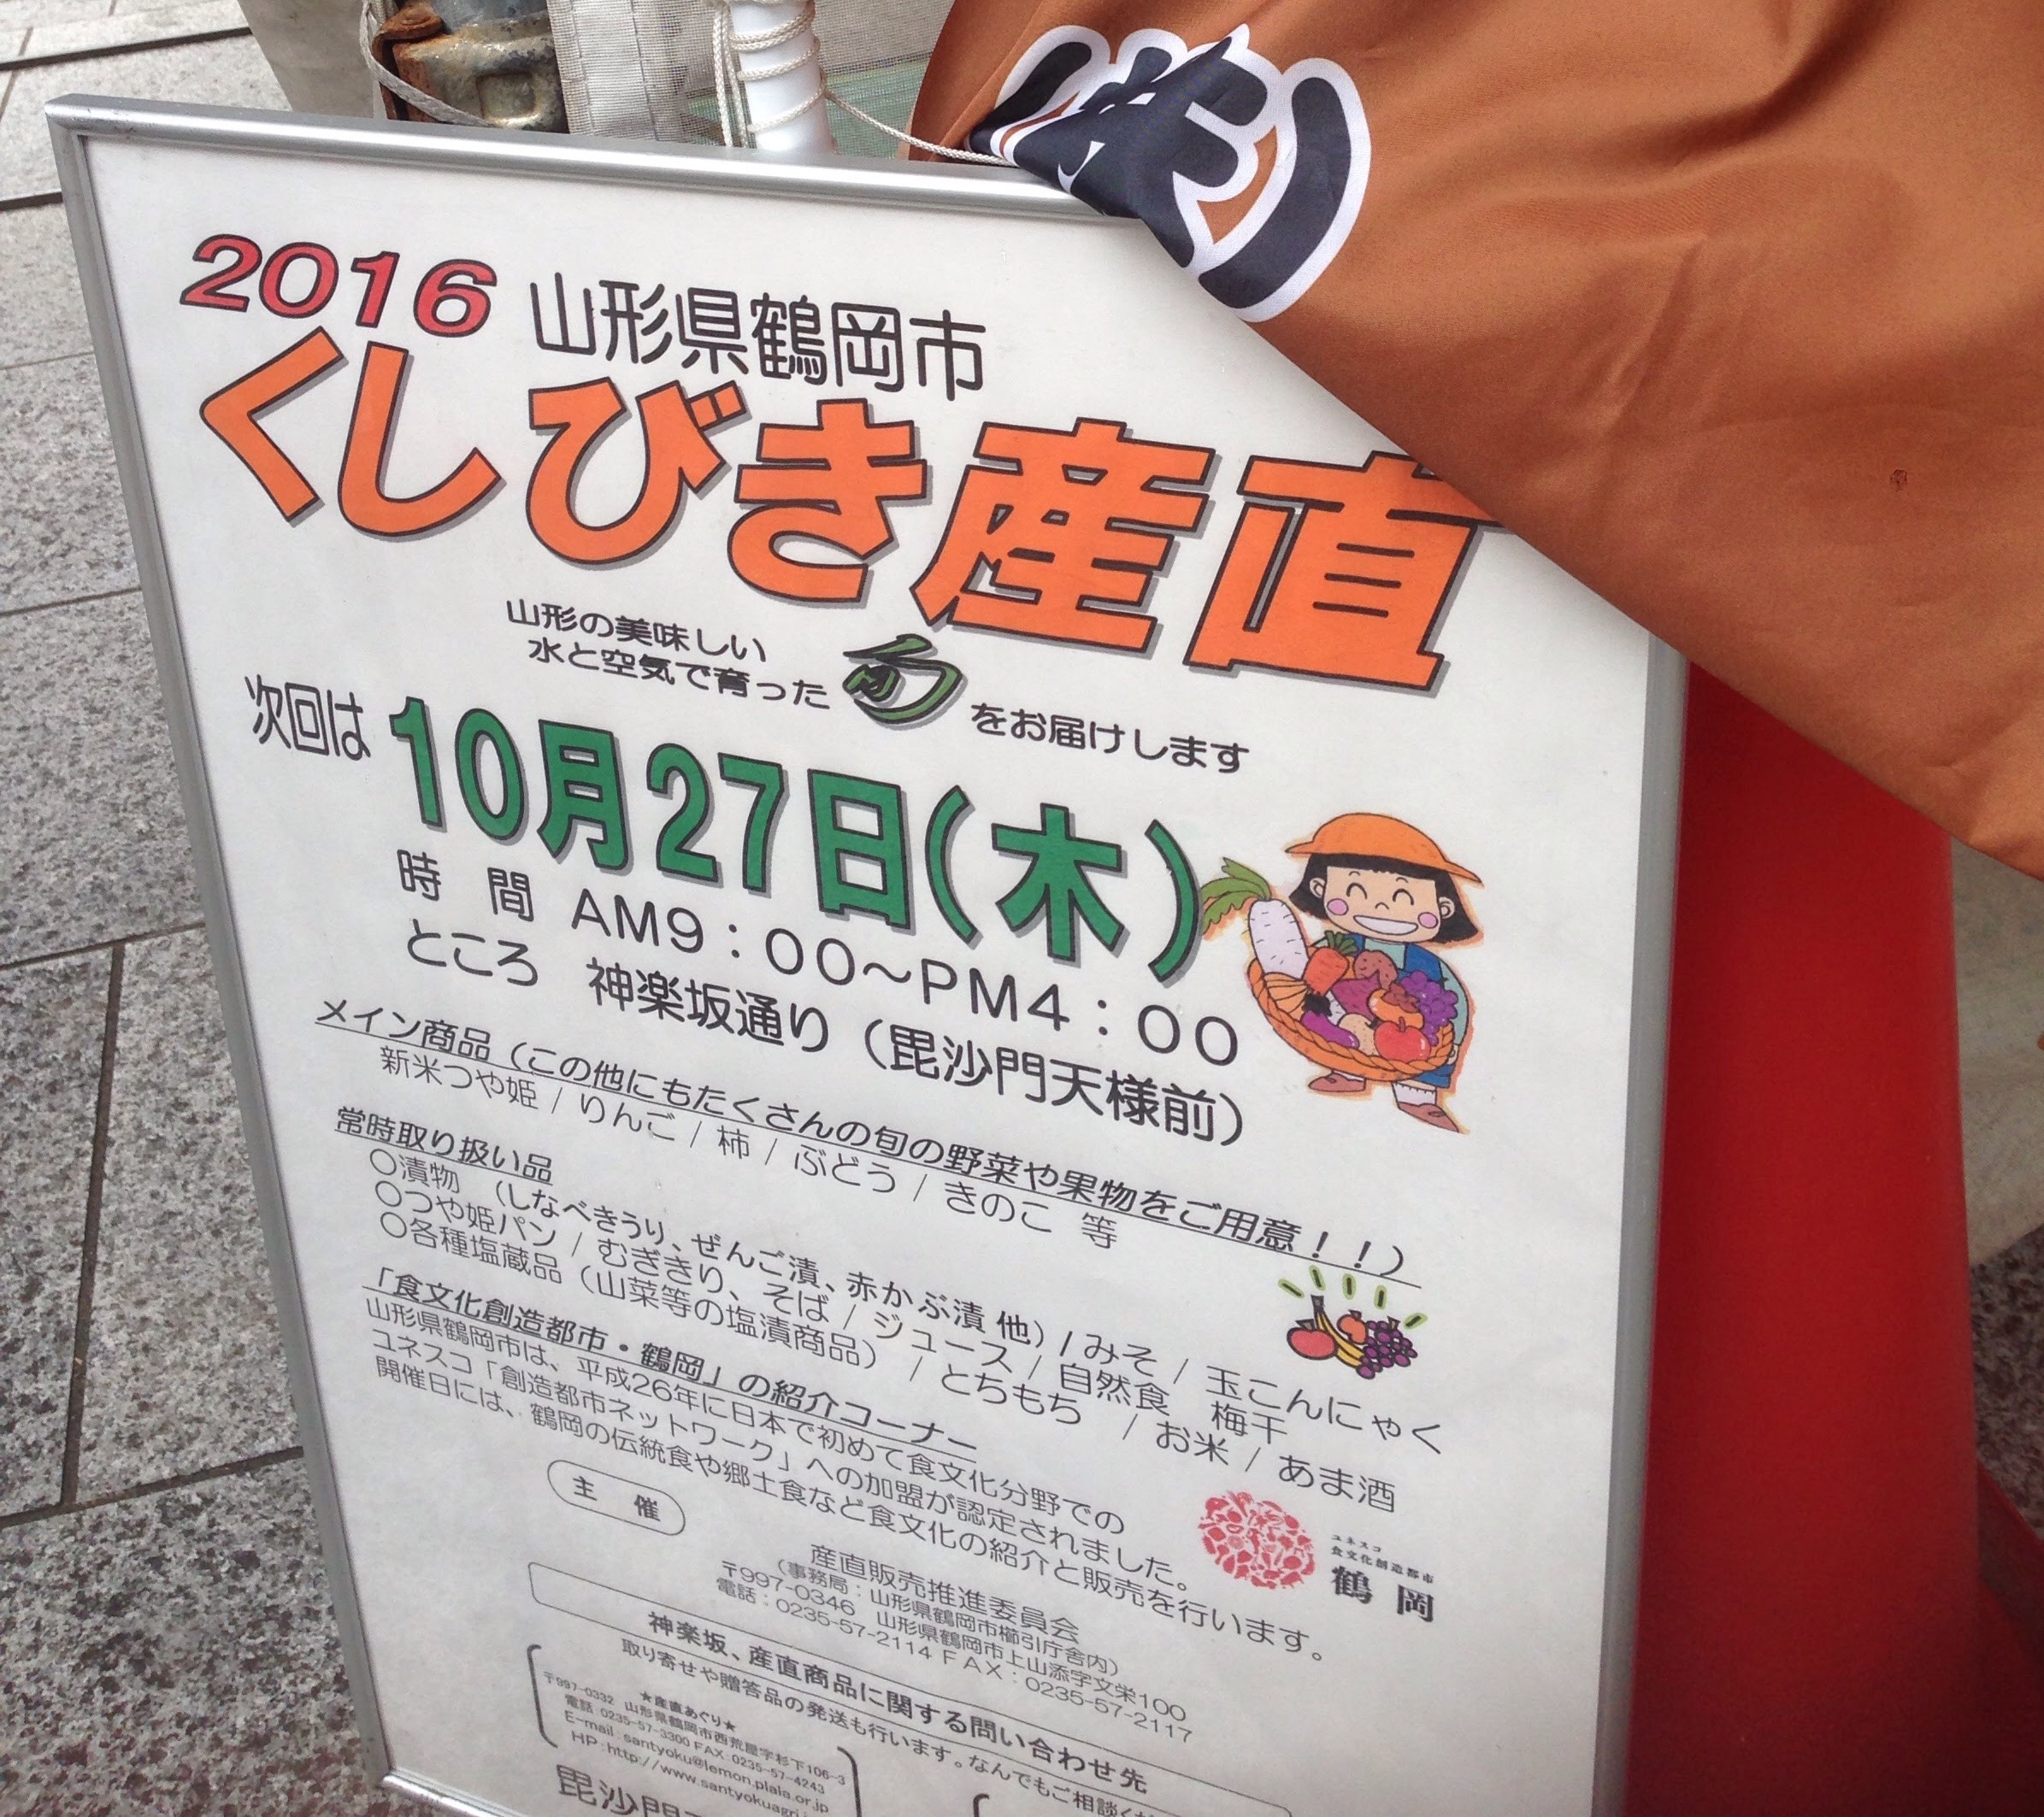 (株)
2016 山形県鶴岡市
くしびき産直
山形の美味しい
水と空気で育った 旬 をお届けします
次回は 10月27日(木)
時 間 AM9:00～PM4:00
ところ 神楽坂通り(毘沙門天様前)
メイン商品(この他にもたくさんの旬の野菜や果物をご用意!!)
新米つや姫/りんご/柿/ぶどう/きのこ 等
常時取り扱い品
○漬物 (しなべきうり、ぜんご漬、赤かぶ漬 他)/みそ/玉こんにゃく
○つや姫パン/むぎきり、そば/ジュース/自然食 梅干
○各種塩蔵品(山菜等の塩漬商品)/とちもち/お米/あま酒
「食文化創造都市・鶴岡」の紹介コーナー
山形県鶴岡市は、平成26年に日本で初めて食文化分野での
ユネスコ「創造都市ネットワーク」への加盟が認定されました。
開催日には、鶴岡の伝統食や郷土食など食文化の紹介と販売を行います。
ユネスコ
食文化創造都市
鶴岡
主 催
産直販売推進委員会
(事務局:山形県鶴岡市櫛引庁舎内)
〒997-0346 山形県鶴岡市上山添字文栄100
電話:0235-57-2114 FAX:0235-57-2117
神楽坂、産直商品に関する問い合わせ先
取り寄せや贈答品の発送も行います。なんでもご相談くだ
★産直あぐり★
〒997-0332 山形県鶴岡市西荒屋字杉下106-3
電話:0235-57-3300 FAX:0235-57-4243
E-mail:santyoku@lemon.plala.or.jp
HP:http://www.santyokuagri.
毘沙門